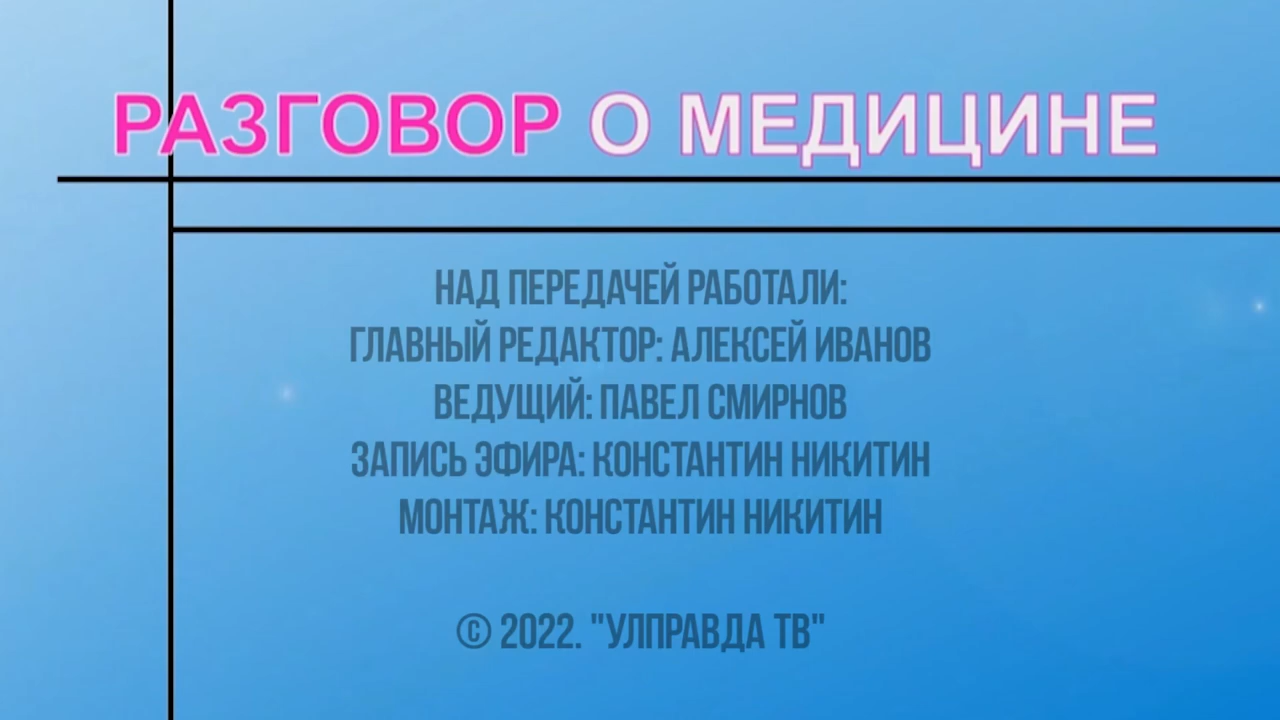 РАЗГОВОР О МЕДИЦИНЕ
НАД ПЕРЕДАЧЕЙ РАБОТАЛИ:
ГЛАВНЫЙ РЕДАКТОР: АЛЕКСЕЙ ИВАНОВ
ВЕДУЩИЙ: ПАВЕЛ СМИРНОВ
ЗАПИСЬ ЭФИРА: КОНСТАНТИН НИКИТИН
МОНТАЖ: КОНСТАНТИН НИКИТИН
© 2022. "УЛПРАВДА ТВ"